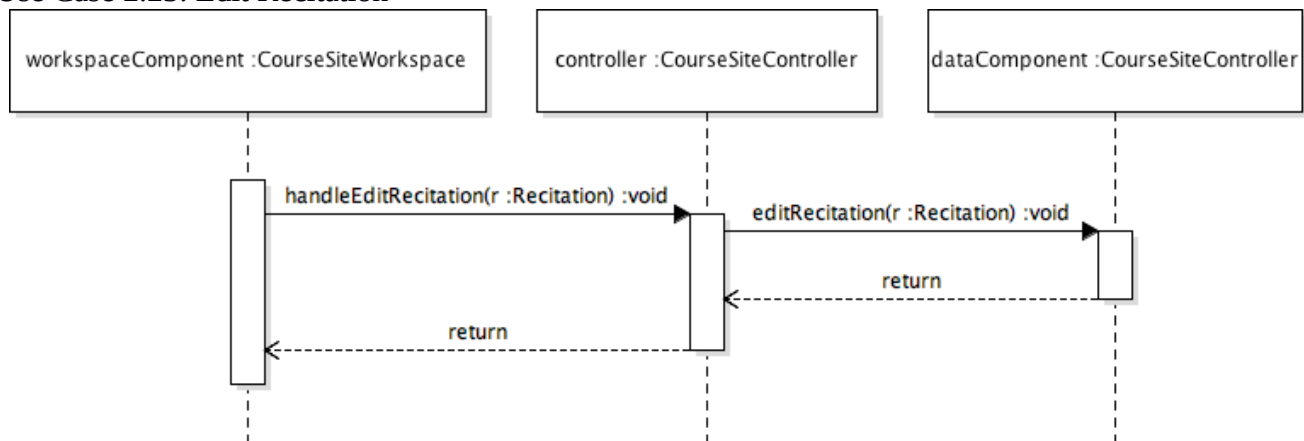 workspaceComponent :CourseSiteWorkspace
controller :CourseSiteController
dataComponent :CourseSiteController
handleEditRecitation(r :Recitation) :void
editRecitation(r :Recitation) :void
return
return